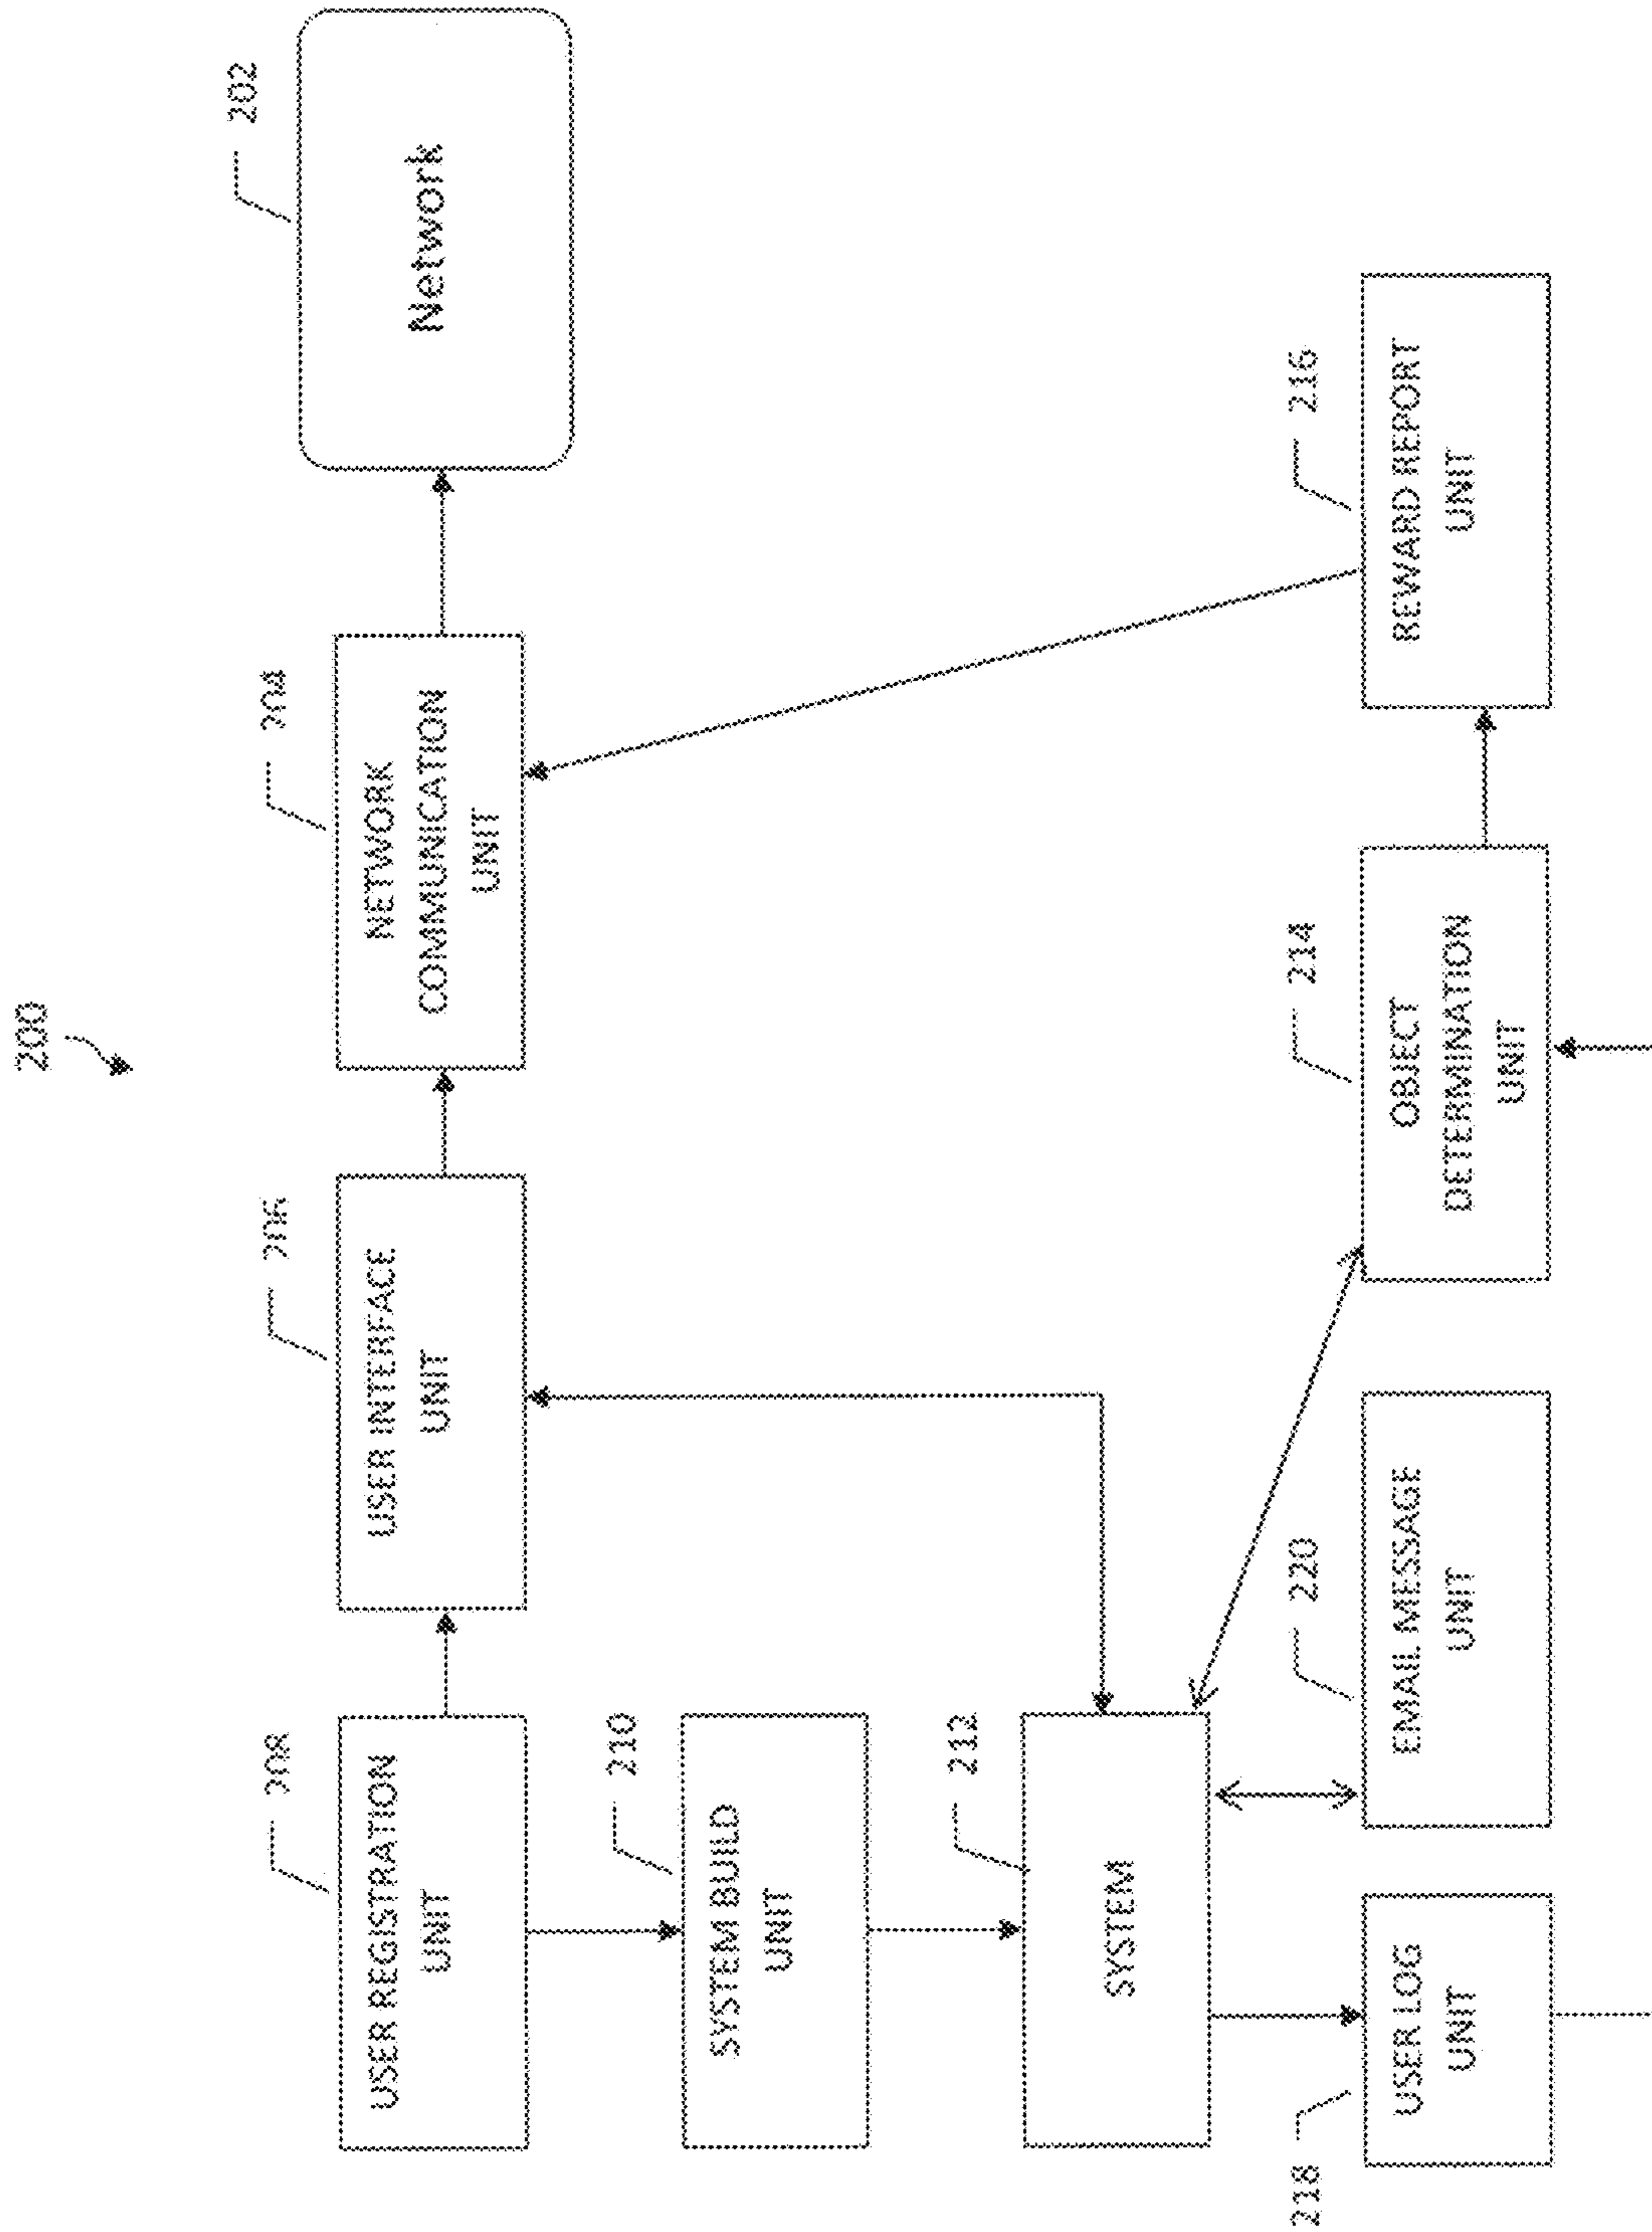 200
208
USER REGISTRATION
UNIT
206
USER INTERFACE
UNIT
204
NETWORK
COMMUNICATION
UNIT
202
Network
210
SYSTEM BUILD
UNIT
212
SYSTEM
218
USER LOG
UNIT
220
EMAIL MESSAGE
UNIT
214
OBJECT
DETERMINATION
UNIT
216
REWARD REPORT
UNIT